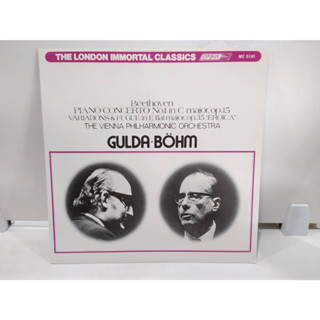 THE LONDON IMMORTAL CLASSICS LONDON
Beethoven
PIANO CONCERTO No.1 in C major, op.15
VARIATIONS & FUGUE in E flat major, op.35 "EROICA"
THE VIENNA PHILHARMONIC ORCHESTRA
GULDA·BÖHM